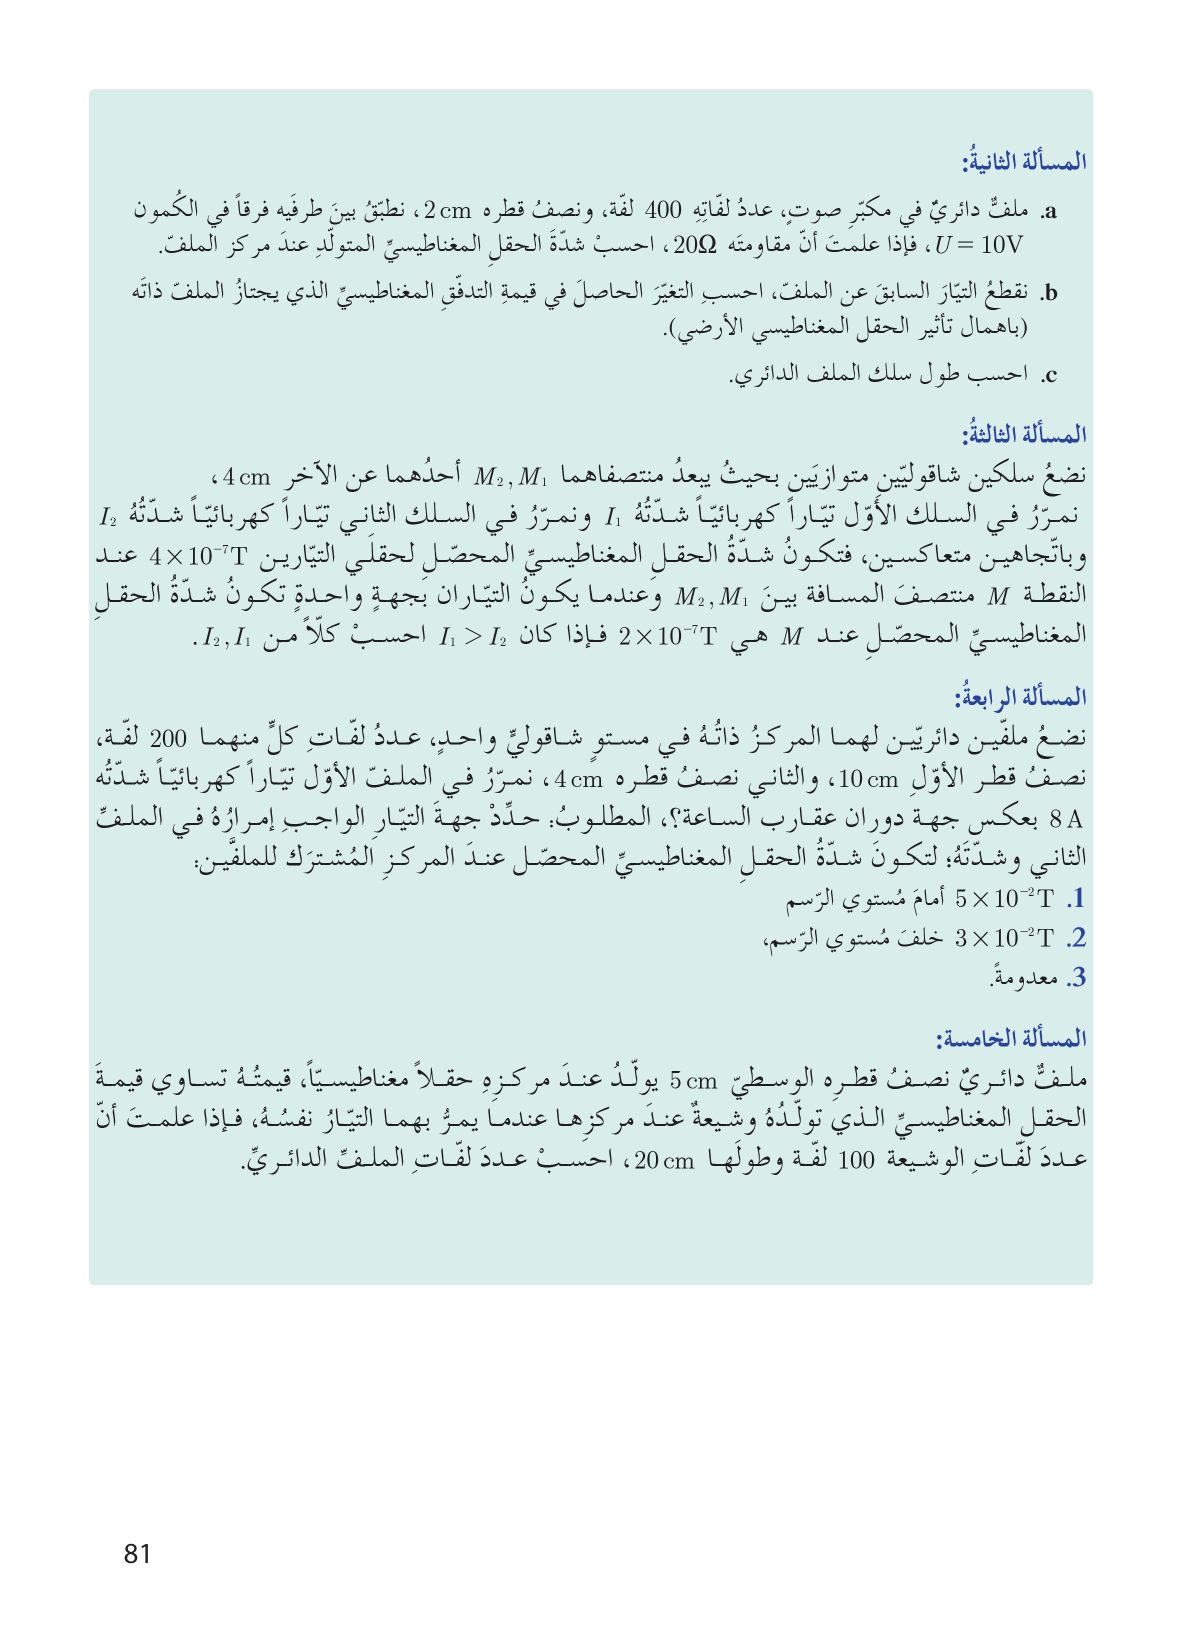 المسألة الثانيةُ:
a. ملفٌّ دائريٌّ في مكبّرِ صوتٍ، عددُ لفّاتِهِ 400 لفّة، ونصفُ قطره 2 cm، نطبّقُ بينَ طرفَيه فرقاً في الكُمون
U = 10V، فإذا علمتَ أنّ مقاومتَه 20Ω، احسبْ شدّةَ الحقلِ المغناطيسيِّ المتولّدِ عندَ مركز الملفّ.
b. نقطعُ التيّارَ السابقَ عن الملفّ، احسبِ التغيّرَ الحاصلَ في قيمةِ التدفّقِ المغناطيسيِّ الذي يجتازُ الملفّ ذاتَه
(باهمال تأثير الحقل المغناطيسي الأرضي).
c. احسب طول سلك الملف الدائري.
المسألة الثالثةُ:
نضعُ سلكين شاقوليّين متوازيَين بحيثُ يبعدُ منتصفاهما M₂ , M₁ أحدُهما عن الآخر 4 cm،
نمرّرُ في السلك الأَوّل تيّاراً كهربائيّاً شدّتُهُ I₁ ونمرّرُ في السلك الثاني تيّاراً كهربائيّاً شدّتُهُ I₂
وباتّجاهين متعاكسين، فتكونُ شدّةُ الحقلِ المغناطيسيِّ المحصّلِ لحقلَي التيّارين 4 × 10⁻⁷ T عند
النقطة M منتصفَ المسافة بينَ M₂ , M₁ وعندما يكونُ التيّاران بجهةٍ واحدةٍ تكونُ شدّةُ الحقلِ
المغناطيسيِّ المحصّلِ عند M هي 2 × 10⁻⁷ T فإذا كان I₁ > I₂ احسبْ كلّاً من I₂ , I₁ .
المسألة الرابعةُ:
نضعُ ملفّين دائريّين لهما المركزُ ذاتُهُ في مستوٍ شاقوليٍّ واحدٍ، عددُ لفّاتِ كلٍّ منهما 200 لفّة،
نصفُ قطر الأوّلِ 10 cm، والثاني نصفُ قطره 4 cm، نمرّرُ في الملفّ الأوّل تيّاراً كهربائيّاً شدّتُه
8 A بعكس جهة دوران عقارب الساعة؟، المطلوبُ: حدِّدْ جهةَ التيّارِ الواجبِ إمرارُهُ في الملفِّ
الثاني وشدّتَهُ؛ لتكونَ شدّةُ الحقلِ المغناطيسيِّ المحصّل عندَ المركزِ المُشترَك للملفَّين:
1. 5 × 10⁻² T أمامَ مُستوي الرّسم
2. 3 × 10⁻² T خلفَ مُستوي الرّسم،
3. معدومةً.
المسألة الخامسة:
ملفٌّ دائريٌّ نصفُ قطرِه الوسطيّ 5 cm يولّدُ عندَ مركزِهِ حقلاً مغناطيسيّاً، قيمتُهُ تساوي قيمةَ
الحقلِ المغناطيسيِّ الذي تولّدُهُ وشيعةٌ عندَ مركزِها عندما يمرُّ بهما التيّارُ نفسُهُ، فإذا علمتَ أنّ
عددَ لفّاتِ الوشيعة 100 لفّة وطولَها 20 cm، احسبْ عددَ لفّاتِ الملفِّ الدائريِّ.
81